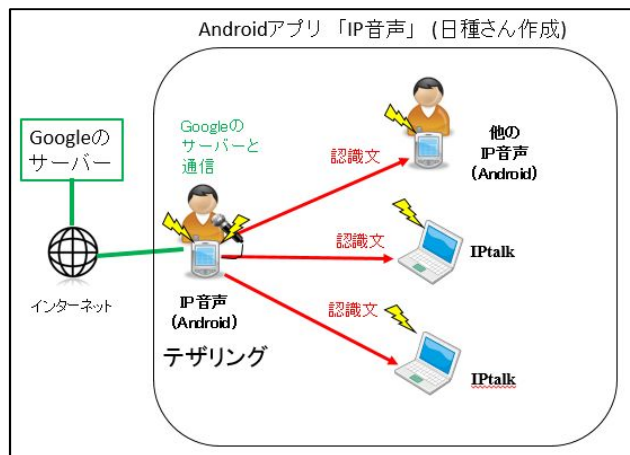 Androidアプリ 「IP音声」 (日種さん作成)
Googleの
サーバー
Googleの
サーバーと
通信
インターネット
IP音声
(Android)
テザリング
認識文
他の
IP音声
(Android)
認識文
IPtalk
認識文
IPtalk